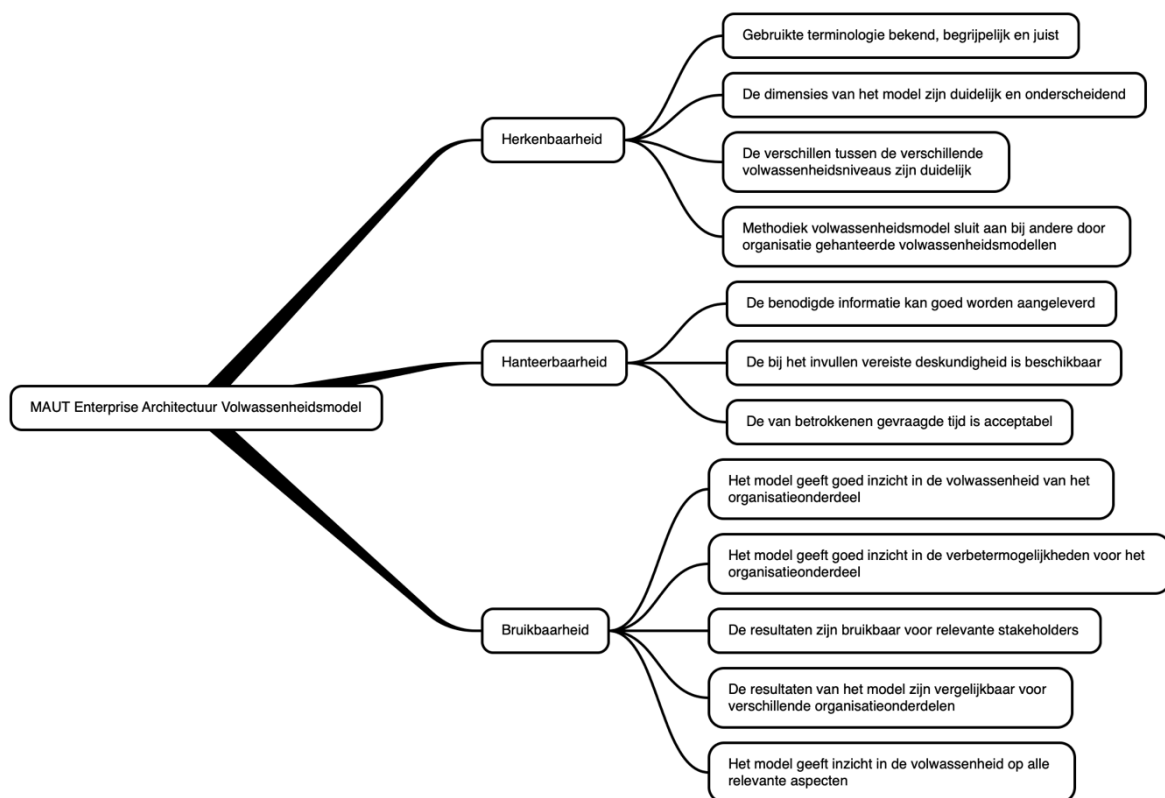 Gebruikte terminologie bekend, begrijpelijk en juist
De dimensies van het model zijn duidelijk en onderscheidend
Herkenbaarheid
De verschillen tussen de verschillende
volwassenheidsniveaus zijn duidelijk
Methodiek volwassenheidsmodel sluit aan bij andere door
organisatie gehanteerde volwassenheidsmodellen
De benodigde informatie kan goed worden aangeleverd
Hanteerbaarheid
De bij het invullen vereiste deskundigheid is beschikbaar
MAUT Enterprise Architectuur Volwassenheidsmodel
De van betrokkenen gevraagde tijd is acceptabel
Het model geeft goed inzicht in de volwassenheid van het
organisatieonderdeel
Het model geeft goed inzicht in de verbetermogelijkheden voor het
organisatieonderdeel
Bruikbaarheid
De resultaten zijn bruikbaar voor relevante stakeholders
De resultaten van het model zijn vergelijkbaar voor
verschillende organisatieonderdelen
Het model geeft inzicht in de volwassenheid op alle
relevante aspecten